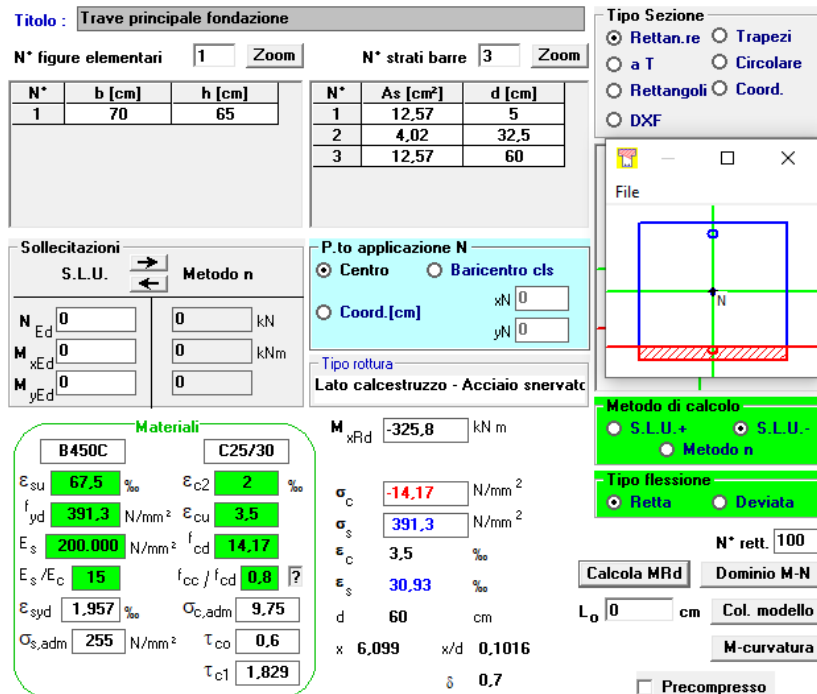 Titolo : Trave principale fondazione
N° figure elementari 1 Zoom
N° strati barre 3 Zoom
N° b [cm] h [cm]
1 70 65
N° As [cm²] d [cm]
1 12,57 5
2 4,02 32,5
3 12,57 60
Tipo Sezione
Rettan.re Trapezi
a T Circolare
Rettangoli Coord.
DXF
File
N
Sollecitazioni
S.L.U. Metodo n
N Ed 0 0 kN
M xEd 0 0 kNm
M yEd 0 0
P.to applicazione N
Centro Baricentro cls
Coord.[cm] xN 0
yN 0
Tipo rottura
Lato calcestruzzo - Acciaio snervato
Metodo di calcolo
S.L.U.+ S.L.U.-
Metodo n
Tipo flessione
Retta Deviata
Materiali
B450C C25/30
εsu 67,5 ‰ εc2 2 ‰
fyd 391,3 N/mm² εcu 3,5
Es 200.000 N/mm² fcd 14,17
Es/Ec 15 fcc / fcd 0,8 ?
εsyd 1,957 ‰ σc,adm 9,75
σs,adm 255 N/mm² τco 0,6
τc1 1,829
M xRd -325,8 kN m
σc -14,17 N/mm²
σs 391,3 N/mm²
εc 3,5 ‰
εs 30,93 ‰
d 60 cm
x 6,099 x/d 0,1016
δ 0,7
N° rett. 100
Calcola MRd Dominio M-N
Lo 0 cm Col. modello
M-curvatura
Precompresso